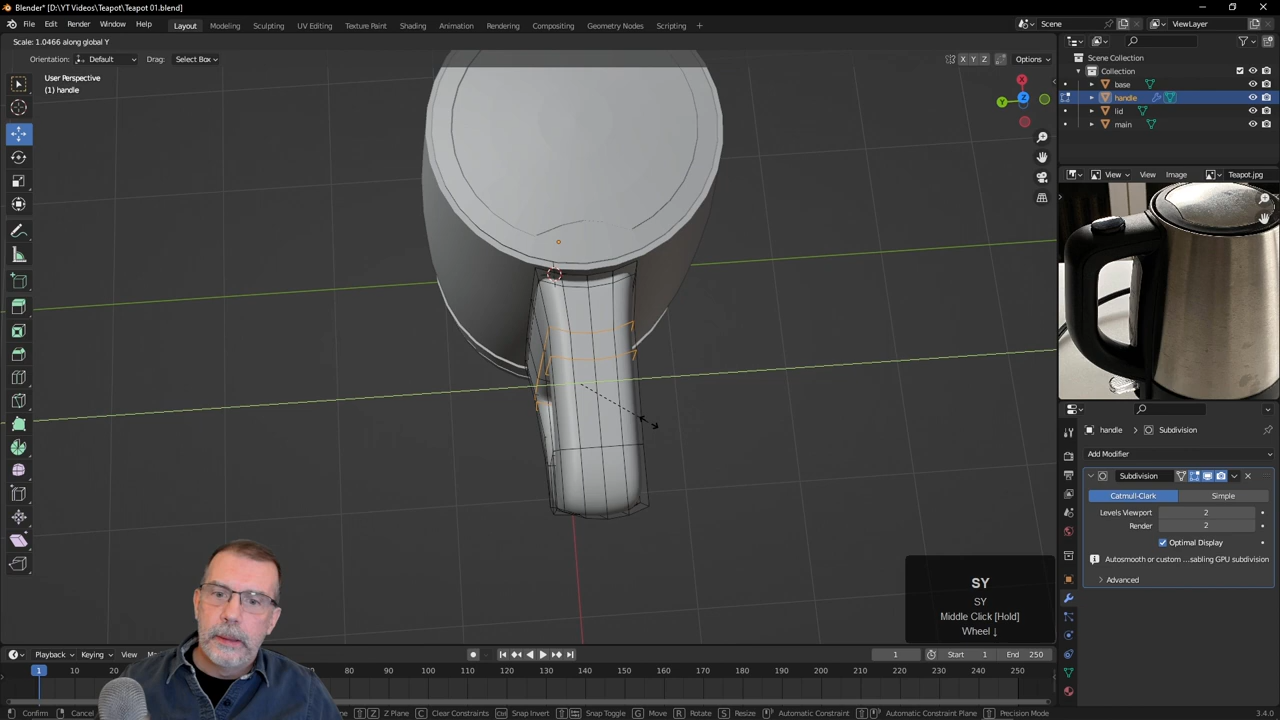 Blender* [D:\YT Videos\Teapot\Teapot 01.blend]
File Edit Render Window Help Layout Modeling Sculpting UV Editing Texture Paint Shading Animation Rendering Compositing Geometry Nodes Scripting + Scene ViewLayer
Scale: 1.0466 along global Y
Orientation: Default Drag: Select Box X Y Z Options
User Perspective
(1) handle
Scene Collection
Collection
base
handle
lid
main
X
Y
Z
View View Image Teapot.jpg
handle > Subdivision
Add Modifier
Subdivision
Catmull-Clark Simple
Levels Viewport 2
Render 2
Optimal Display
Autosmooth or custom ...sabling GPU subdivision
Advanced
SY
SY
Middle Click [Hold]
Wheel ↓
Playback Keying View 1 Start 1 End 250
1 10 20 30 40 50 60 70 80 90 100 110 120 130 140 150 160 170 180 190 200 210 220 230 240 250
Confirm Cancel Z Plane C Clear Constraints Snap Invert Snap Toggle G Move R Rotate S Resize Automatic Constraint Automatic Constraint Plane Precision Mode 3.4.0